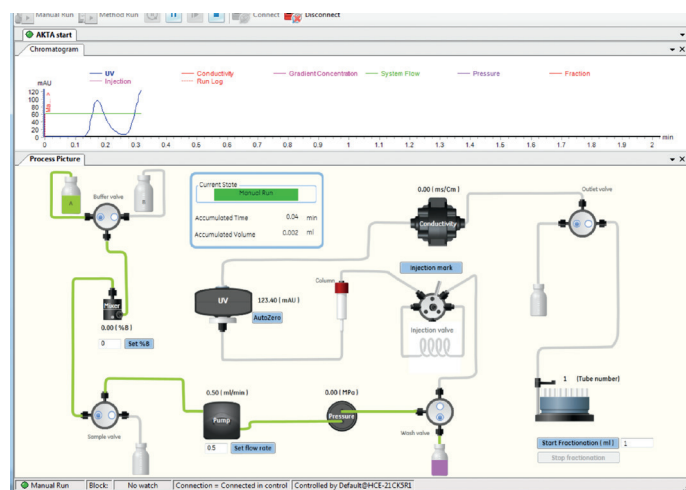 Manual Run Method Run Connect Disconnect
AKTA start
Chromatogram
UV Conductivity Gradient Concentration System Flow Pressure Fraction
Injection Run Log
mAU
120
100
80
60
40
20
0
0 0.1 0.2 0.3 0.4 0.5 0.6 0.7 0.8 0.9 1.0 1.1 1.2 1.3 1.4 1.5 1.6 1.7 1.8 1.9 2
min
Process Picture
Current State
Manual Run
Accumulated Time 0.04 min
Accumulated Volume 0.002 ml
Buffer valve
A
B
0.00 ( ms/Cm )
Conductivity
Outlet valve
Injection mark
Column
UV
123.40 ( mAU )
AutoZero
Injection valve
Mixer
0.00 ( %B )
0 Set %B
1 (Tube number)
0.50 ( ml/min )
0.00 ( MPa )
Pump
Pressure
Sample valve
Wash valve
0.5 Set flow rate
Start Fractionation ( ml ) 1
Stop fractionation
Manual Run Block: No watch Connection = Connected in control Controlled by Default@HCE-21CK5R1